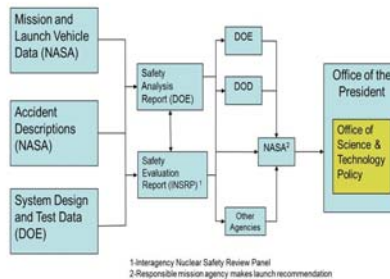 Mission and
Launch Vehicle
Data (NASA)
Accident
Descriptions
(NASA)
System Design
and Test Data
(DOE)
Safety
Analysis
Report (DOE)
Safety
Evaluation
Report (INSRP) 1
DOE
DOD
NASA2
Other
Agencies
Office of the
President
Office of
Science &
Technology
Policy
1-Interagency Nuclear Safety Review Panel
2-Responsible mission agency makes launch recommendation